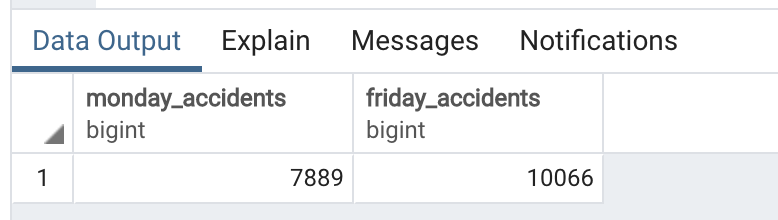 Data Output Explain Messages Notifications
monday_accidents friday_accidents
bigint bigint
1 7889 10066